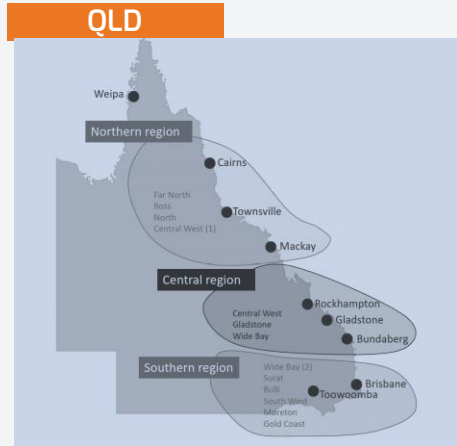 QLD
Weipa
Northern region
Cairns
Far North
Ross
North
Central West (1)
Townsville
Mackay
Central region
Rockhampton
Central West
Gladstone
Wide Bay
Gladstone
Bundaberg
Southern region
Wide Bay (2)
Surat
Bulli
South West
Moreton
Gold Coast
Brisbane
Toowoomba